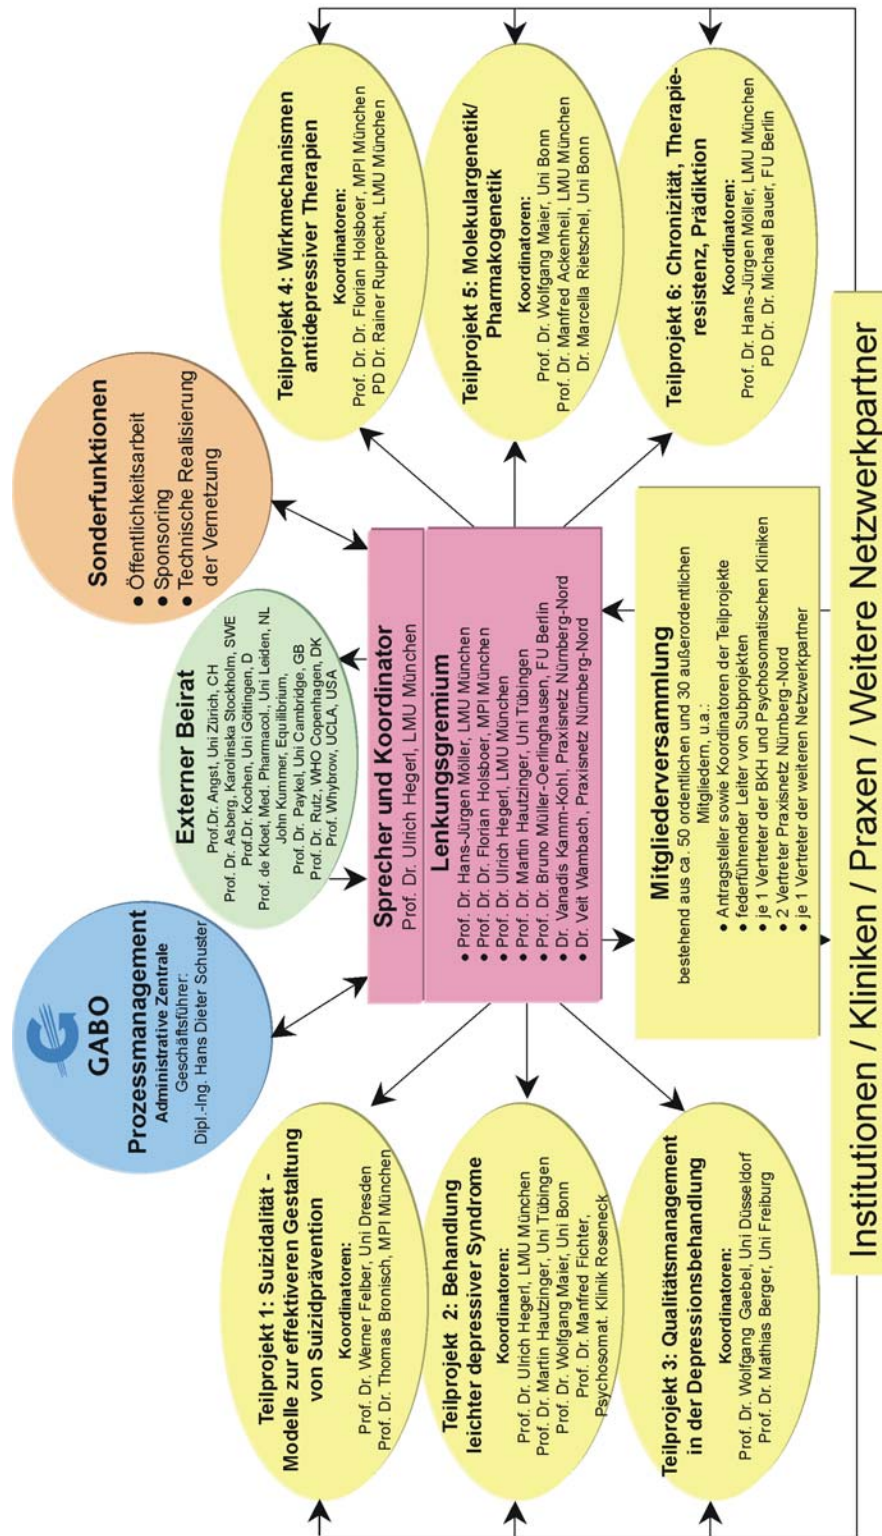 GABO
Prozessmanagement
Administrative Zentrale
Geschäftsführer:
Dipl.-Ing. Hans Dieter Schuster
Externer Beirat
Prof.Dr. Angst, Uni Zürich, CH
Prof. Dr. Asberg, Karolinska Stockholm, SWE
Prof.Dr. Kochen, Uni Göttingen, D
Prof. de Kloet, Med. Pharmacol., Uni Leiden, NL
John Kummer, Equilibrium,
Prof. Dr. Paykel, Uni Cambridge, GB
Prof. Dr. Rutz, WHO Copenhagen, DK
Prof. Whybrow, UCLA, USA
Sonderfunktionen
• Öffentlichkeitsarbeit
• Sponsoring
• Technische Realisierung
der Vernetzung
Teilprojekt 1: Suizidalität -
Modelle zur effektiveren Gestaltung
von Suizidprävention
Koordinatoren:
Prof. Dr. Werner Felber, Uni Dresden
Prof. Dr. Thomas Bronisch, MPI München
Teilprojekt 2: Behandlung
leichter depressiver Syndrome
Koordinatoren:
Prof. Dr. Ulrich Hegerl, LMU München
Prof. Dr. Martin Hautzinger, Uni Tübingen
Prof. Dr. Wolfgang Maier, Uni Bonn
Prof. Dr. Manfred Fichter,
Psychosomat. Klinik Roseneck
Teilprojekt 3: Qualitätsmanagement
in der Depressionsbehandlung
Koordinatoren:
Prof. Dr. Wolfgang Gaebel, Uni Düsseldorf
Prof. Dr. Mathias Berger, Uni Freiburg
Sprecher und Koordinator
Prof. Dr. Ulrich Hegerl, LMU München
Lenkungsgremium
• Prof. Dr. Hans-Jürgen Möller, LMU München
• Prof. Dr. Dr. Florian Holsboer, MPI München
• Prof. Dr. Ulrich Hegerl, LMU München
• Prof. Dr. Martin Hautzinger, Uni Tübingen
• Prof. Dr. Bruno Müller-Oerlinghausen, FU Berlin
• Dr. Vanadis Kamm-Kohl, Praxisnetz Nürnberg-Nord
• Dr. Veit Wambach, Praxisnetz Nürnberg-Nord
Mitgliederversammlung
bestehend aus ca. 50 ordentlichen und 30 außerordentlichen
Mitgliedern, u.a.:
• Antragsteller sowie Koordinatoren der Teilprojekte
• federführender Leiter von Subprojekten
• je 1 Vertreter der BKH und Psychosomatischen Kliniken
• 2 Vertreter Praxisnetz Nürnberg-Nord
• je 1 Vertreter der weiteren Netzwerkpartner
Teilprojekt 4: Wirkmechanismen
antidepressiver Therapien
Koordinatoren:
Prof. Dr. Dr. Florian Holsboer, MPI München
PD Dr. Rainer Rupprecht, LMU München
Teilprojekt 5: Molekulargenetik/
Pharmakogenetik
Koordinatoren:
Prof. Dr. Wolfgang Maier, Uni Bonn
Prof. Dr. Manfred Ackenheil, LMU München
Dr. Marcella Rietschel, Uni Bonn
Teilprojekt 6: Chronizität, Therapie-
resistenz, Prädiktion
Koordinatoren:
Prof. Dr. Hans-Jürgen Möller, LMU München
PD Dr. Dr. Michael Bauer, FU Berlin
Institutionen / Kliniken / Praxen / Weitere Netzwerkpartner